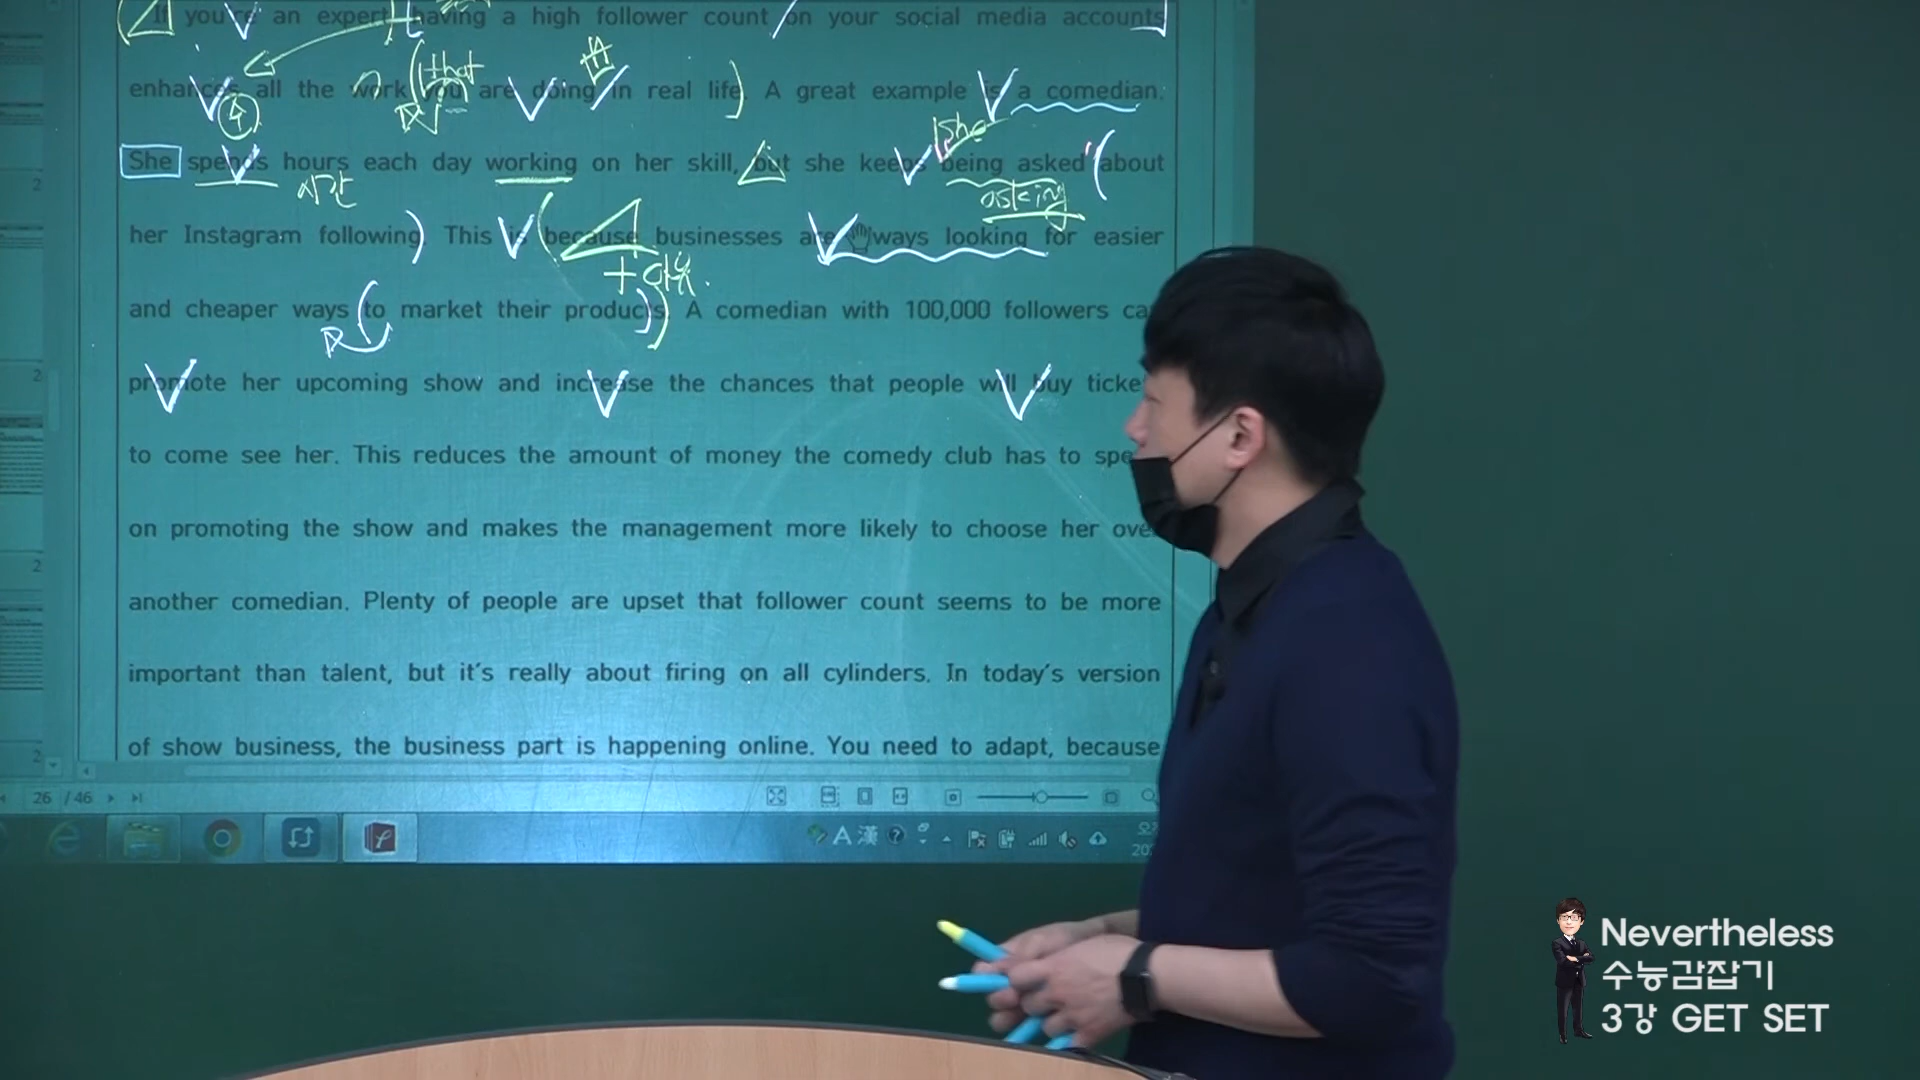 If you're an expert, having a high follower count on your social media accounts
enhances all the work you are doing in real life. A great example is a comedian.
She spends hours each day working on her skill, but she keeps being asked about
her Instagram following. This is because businesses are always looking for easier
and cheaper ways to market their products. A comedian with 100,000 followers ca
promote her upcoming show and increase the chances that people will buy ticke
to come see her. This reduces the amount of money the comedy club has to spe
on promoting the show and makes the management more likely to choose her ove
another comedian. Plenty of people are upset that follower count seems to be more
important than talent, but it's really about firing on all cylinders. In today's version
of show business, the business part is happening online. You need to adapt, because
that
주
She
시간
asking
2
2
2
2
2
26 / 46
A 漢
Nevertheless
수능감잡기
3강 GET SET